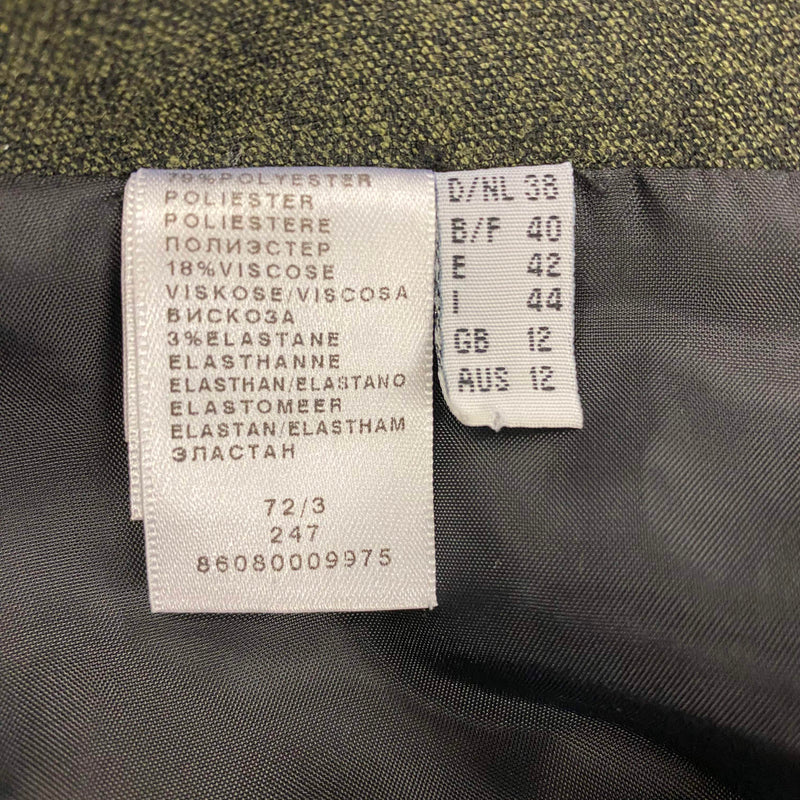 79% POLYESTER
POLIESTER
POLIESTERE
ПОЛИЭСТЕР
18% VISCOSE
VISKOSE/VISCOSA
ВИСКОЗА
3% ELASTANE
ELASTHANNE
ELASTHAN/ELASTANO
ELASTOMEER
ELASTAN/ELASTHAM
ЭЛАСТАН
72/3
247
86080009975
D/NL 38
B/F 40
E 42
I 44
GB 12
AUS 12